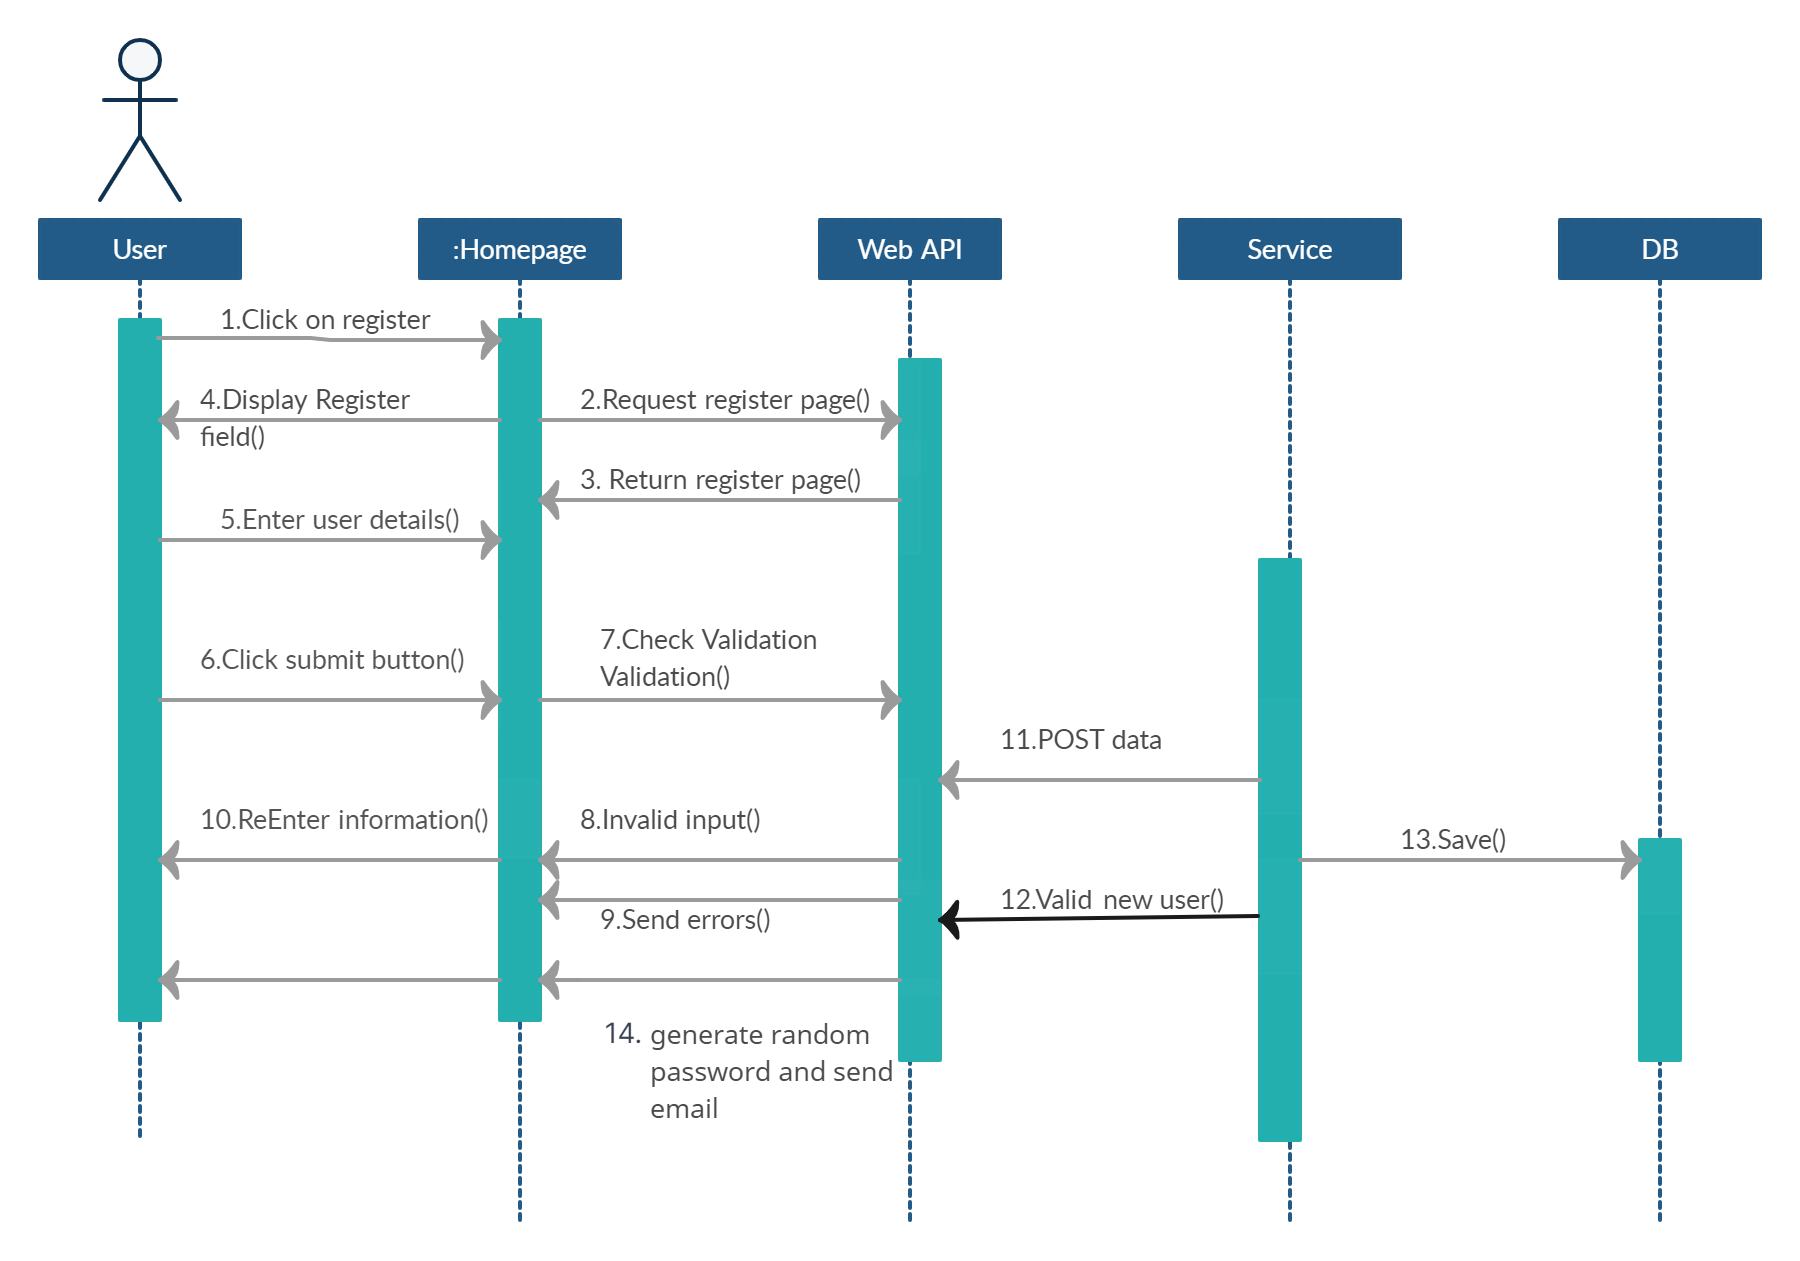 User
:Homepage
Web API
Service
DB
1.Click on register
4.Display Register
field()
2.Request register page()
3. Return register page()
5.Enter user details()
6.Click submit button()
7.Check Validation
Validation()
11.POST data
10.ReEnter information()
8.Invalid input()
13.Save()
12.Valid new user()
9.Send errors()
14. generate random
password and send
email